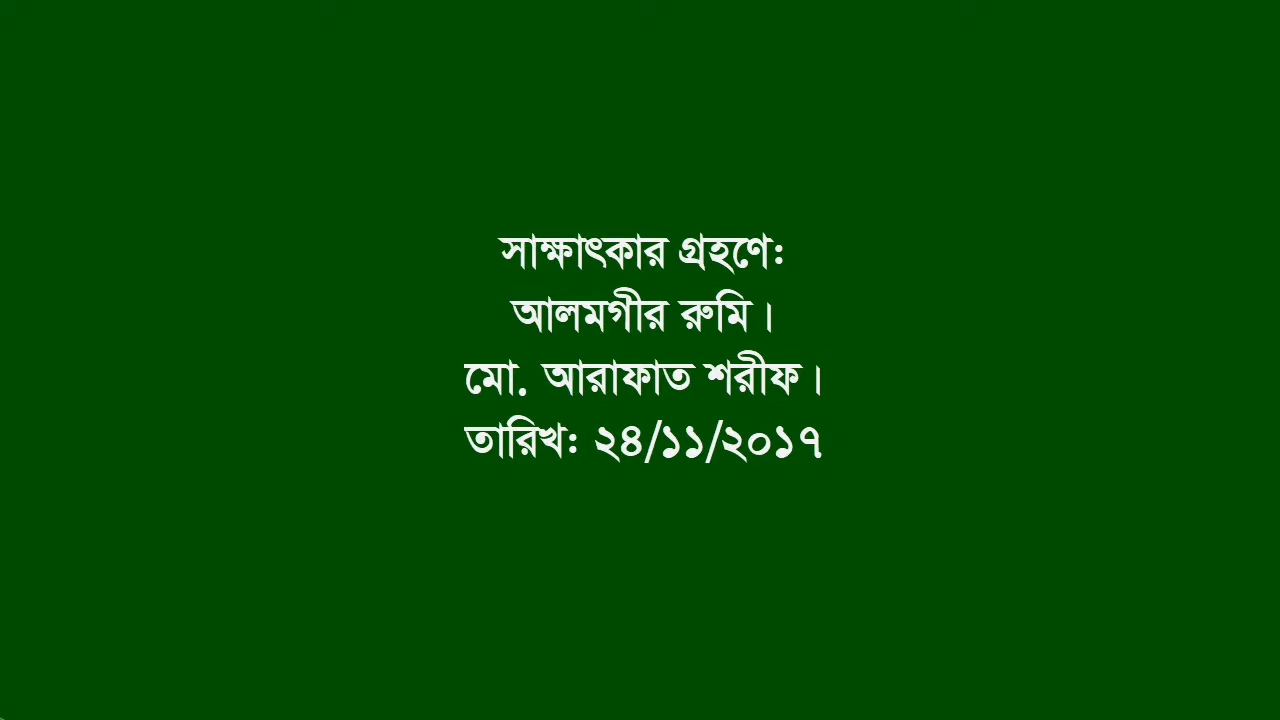 সাক্ষাৎকার গ্রহণে:
আলমগীর রুমি।
মো. আরাফাত শরীফ।
তারিখ: ২৪/১১/২০১৭